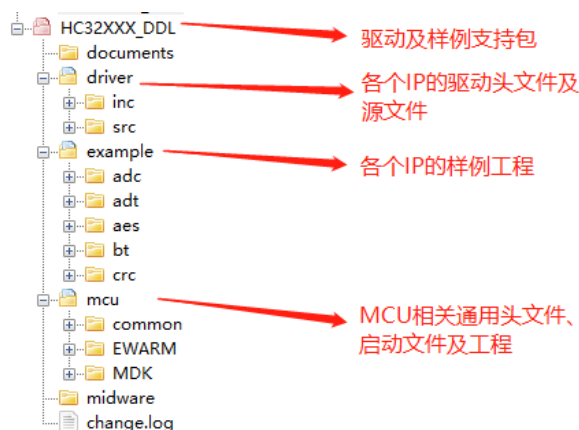 HC32XXX_DDL
驱动及样例支持包
documents
driver
各个IP的驱动头文件及
源文件
inc
src
example
各个IP的样例工程
adc
adt
aes
bt
crc
mcu
MCU相关通用头文件、
启动文件及工程
common
EWARM
MDK
midware
change.log